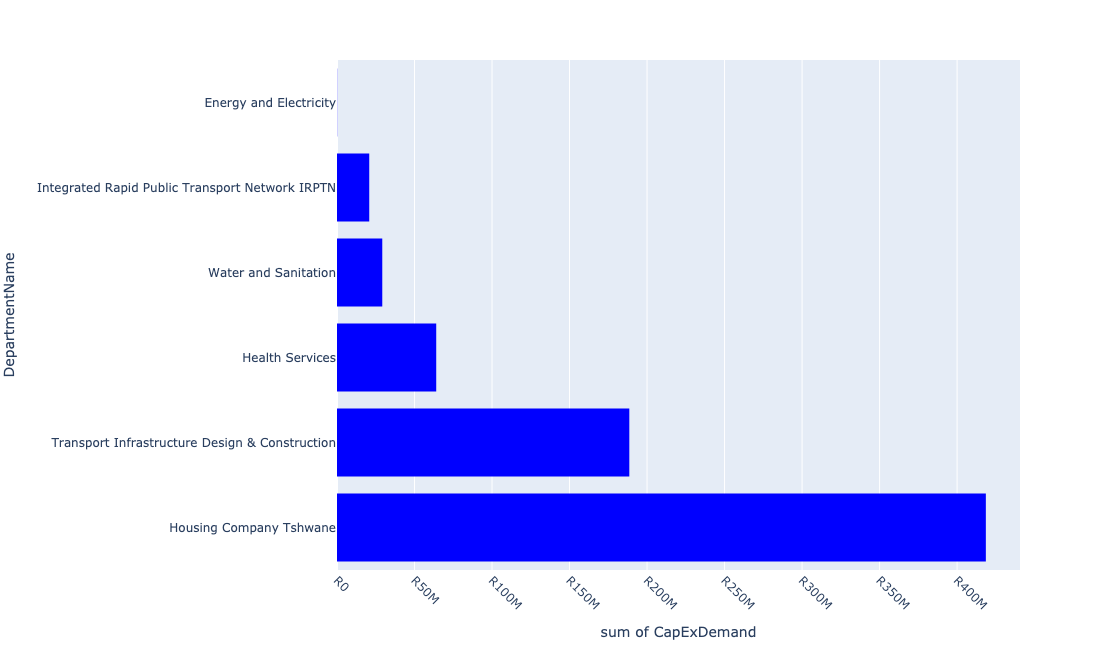 Energy and Electricity
Integrated Rapid Public Transport Network IRPTN
Water and Sanitation
Health Services
Transport Infrastructure Design & Construction
Housing Company Tshwane
DepartmentName
R0
R50M
R100M
R150M
R200M
R250M
R300M
R350M
R400M
sum of CapExDemand